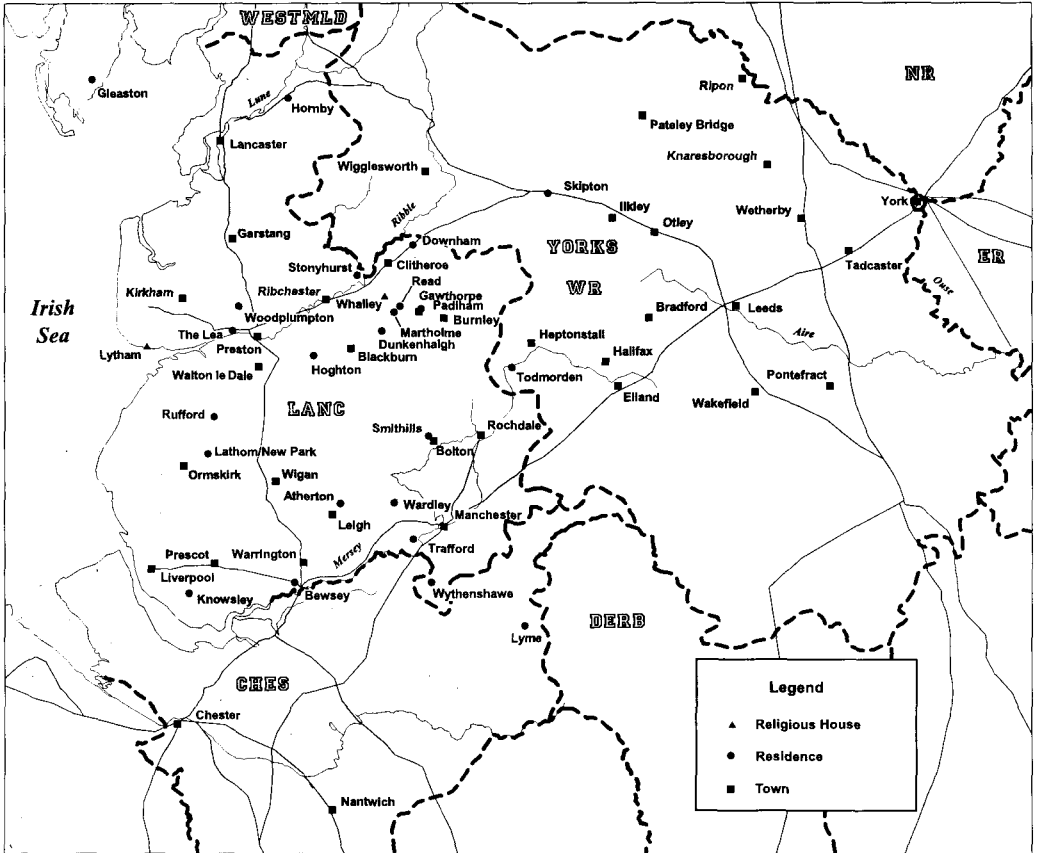 WESTMLD
NR
Gleaston
Ripon
Lune
Hornby
Pateley Bridge
Lancaster
Knaresborough
Wigglesworth
Skipton
York
Ilkley
Ribble
Wetherby
Otley
Garstang
Downham
YORKS
Tadcaster
ER
Stonyhurst
Clitheroe
Read
Ouse
Kirkham
Ribchester
Whalley
Gawthorpe
WR
Irish
Sea
Woodplumpton
Padiham
Bradford
Leeds
Burnley
The Lea
Martholme
Aire
Preston
Dunkenhalgh
Heptonstall
Lytham
Blackburn
Halifax
Hoghton
Walton le Dale
Todmorden
Pontefract
Elland
Wakefield
LANC
Rufford
Smithills
Rochdale
Bolton
Lathom/New Park
Ormskirk
Wigan
Atherton
Wardley
Leigh
Manchester
Mersey
Trafford
Prescot
Warrington
Liverpool
Knowsley
Bewsey
Wythenshawe
Lyme
DERB
CHES
Legend
Chester
Religious House
Residence
Town
Nantwich